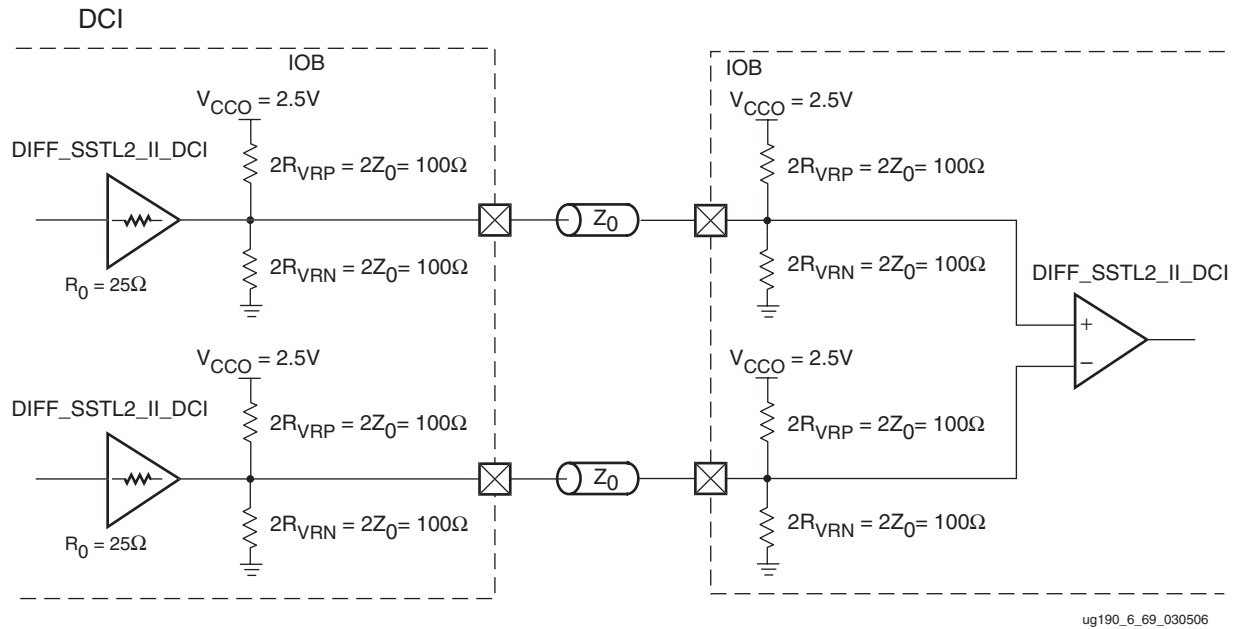 DCI
IOB
IOB
VCCO = 2.5V
VCCO = 2.5V
DIFF_SSTL2_II_DCI
2RVRP = 2Z0= 100Ω
2RVRP = 2Z0= 100Ω
Z0
R0 = 25Ω
2RVRN = 2Z0= 100Ω
2RVRN = 2Z0= 100Ω
DIFF_SSTL2_II_DCI
+
–
VCCO = 2.5V
VCCO = 2.5V
DIFF_SSTL2_II_DCI
2RVRP = 2Z0= 100Ω
2RVRP = 2Z0= 100Ω
Z0
R0 = 25Ω
2RVRN = 2Z0= 100Ω
2RVRN = 2Z0= 100Ω
ug190_6_69_030506